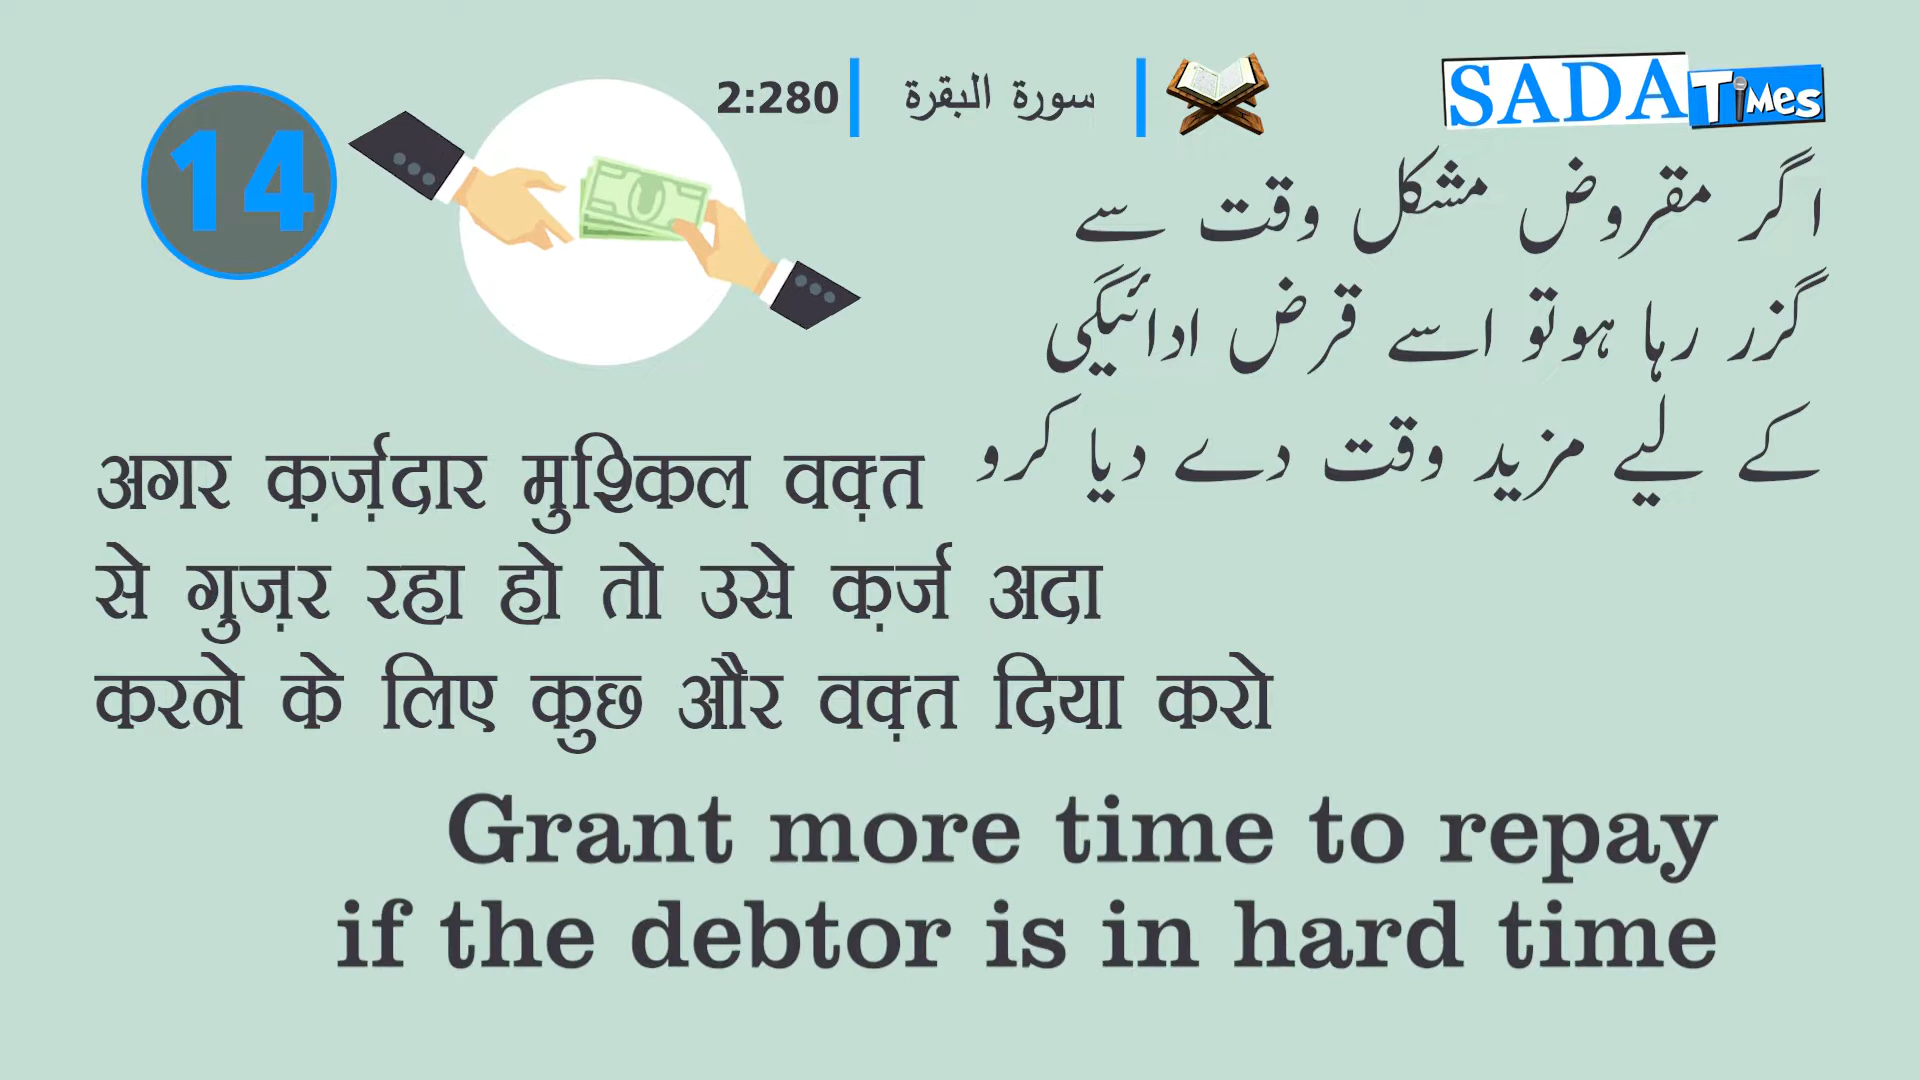 14
2:280
سورة البقرة
SADA Times
اگر مقروض مشکل وقت سے
گزر رہا ہوتو اسے قرض ادائیگی
کے لیے مزید وقت دے دیا کرو
अगर क़र्ज़दार मुश्किल वक़्त
से गुज़र रहा हो तो उसे क़र्ज अदा
करने के लिए कुछ और वक़्त दिया करो
Grant more time to repay
if the debtor is in hard time